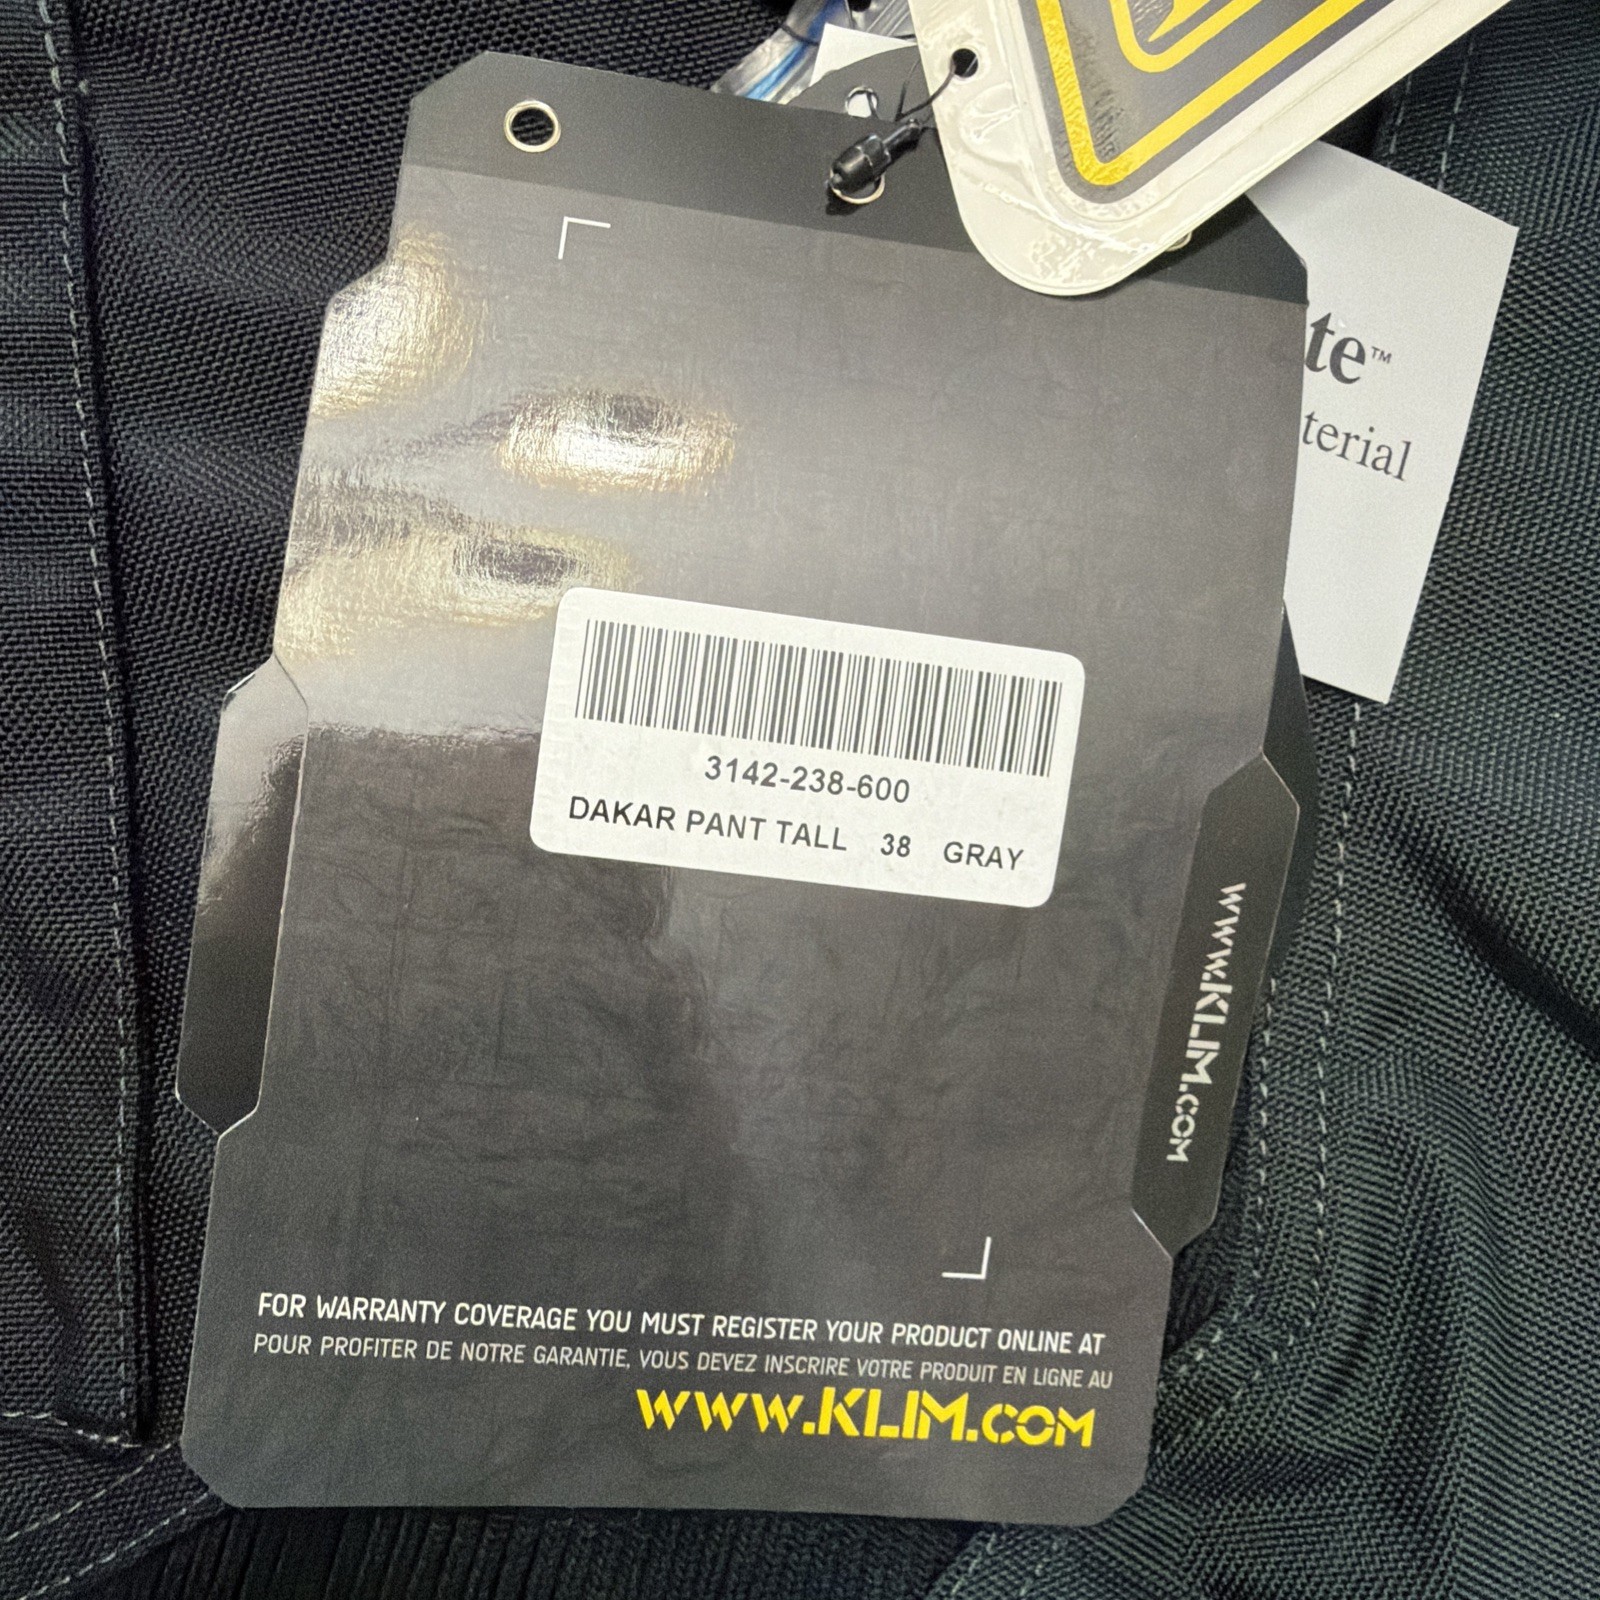 te™
terial
3142-238-600
DAKAR PANT TALL 38 GRAY
www.KLIM.com
FOR WARRANTY COVERAGE YOU MUST REGISTER YOUR PRODUCT ONLINE AT
POUR PROFITER DE NOTRE GARANTIE, VOUS DEVEZ INSCRIRE VOTRE PRODUIT EN LIGNE AU
www.KLIM.com